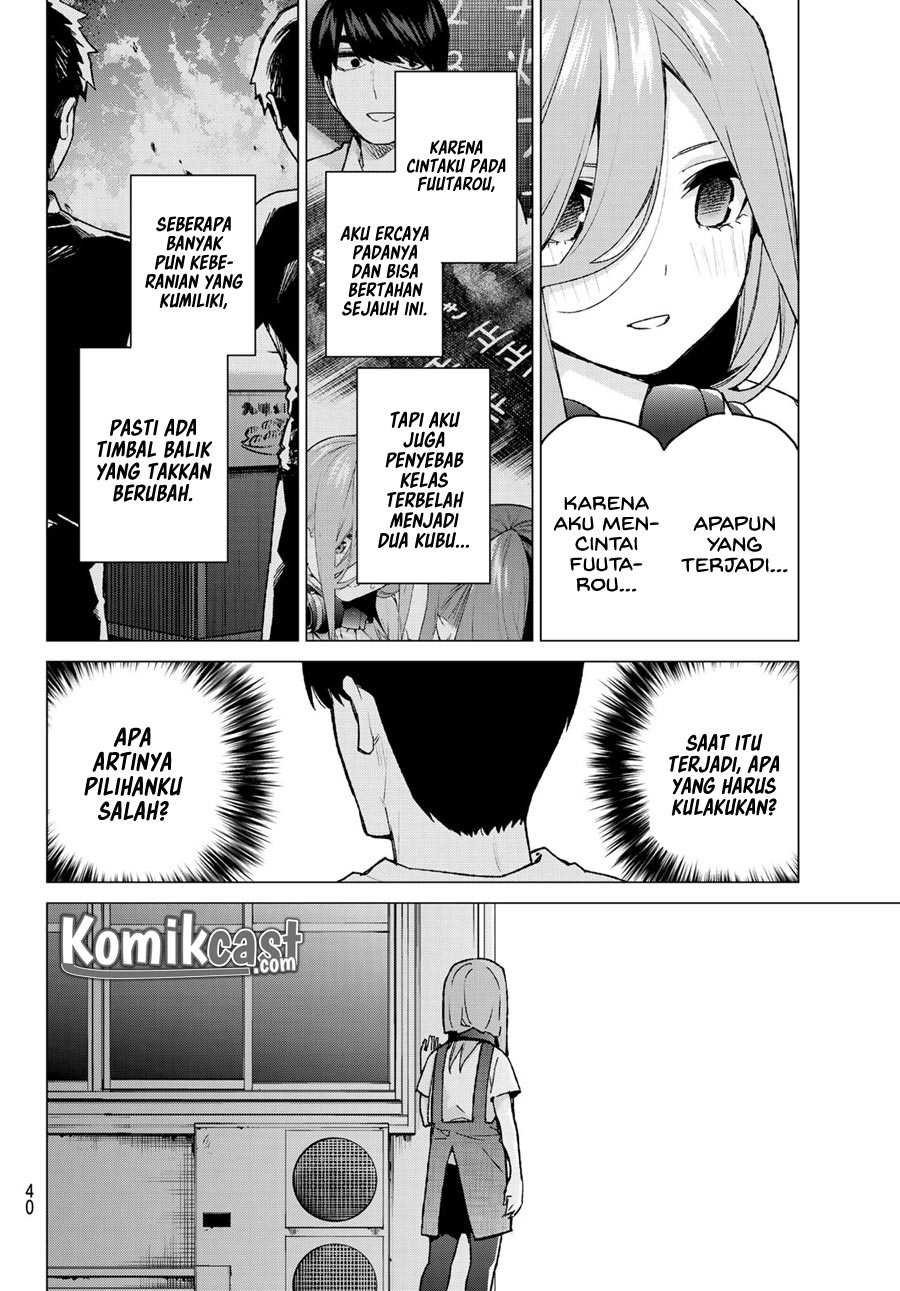 APAPUN
YANG
TERJADI...
KARENA
AKU MEN-
CINTAI
FUUTA-
ROU...
KARENA
CINTAKU PADA
FUUTAROU,
AKU ERCAYA
PADANYA
DAN BISA
BERTAHAN
SEJAUH INI.
TAPI AKU
JUGA
PENYEBAB
KELAS
TERBELAH
MENJADI
DUA KUBU...
SEBERAPA
BANYAK
PUN KEBE-
RANIAN YANG
KUMILIKI,
PASTI ADA
TIMBAL BALIK
YANG TAKKAN
BERUBAH.
SAAT ITU
TERJADI, APA
YANG HARUS
KULAKUKAN?
APA
ARTINYA
PILIHANKU
SALAH?
Komikcast
.com
40